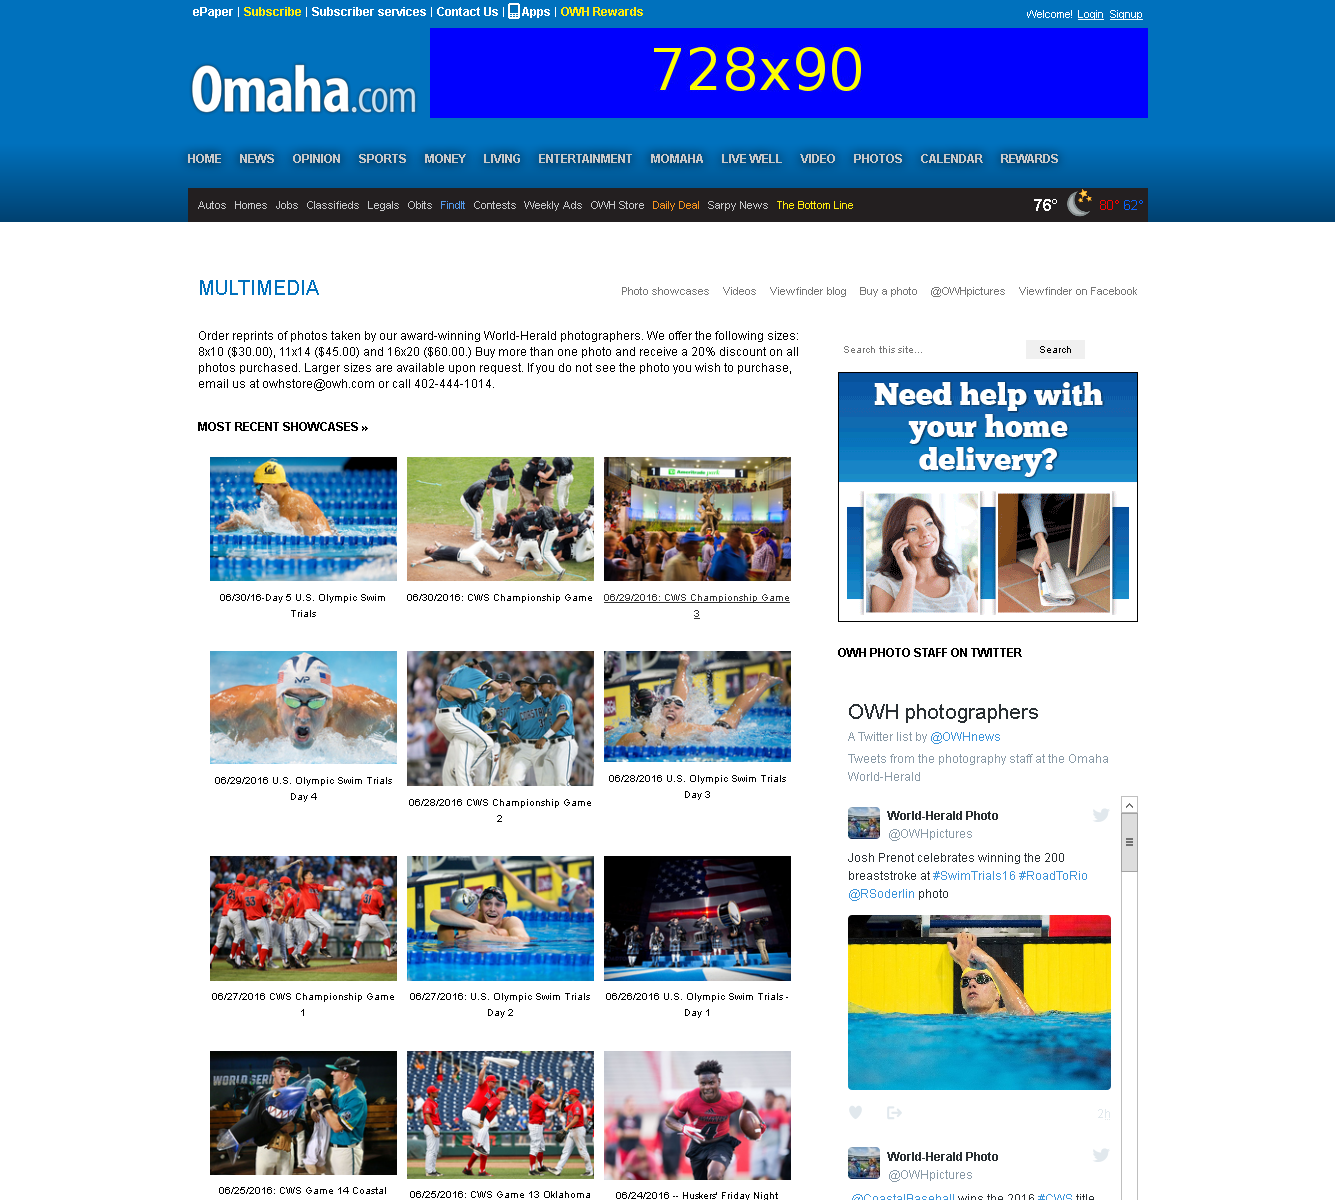 ePaper | Subscribe | Subscriber services | Contact Us | Apps | OWH Rewards
Welcome! Login Signup
Omaha.com
728x90
HOME NEWS OPINION SPORTS MONEY LIVING ENTERTAINMENT MOMAHA LIVE WELL VIDEO PHOTOS CALENDAR REWARDS
Autos Homes Jobs Classifieds Legals Obits FindIt Contests Weekly Ads OWH Store Daily Deal Sarpy News The Bottom Line
76° 80° 62°
MULTIMEDIA
Photo showcases Videos Viewfinder blog Buy a photo @OWHpictures Viewfinder on Facebook
Order reprints of photos taken by our award-winning World-Herald photographers. We offer the following sizes:
8x10 ($30.00), 11x14 ($45.00) and 16x20 ($60.00.) Buy more than one photo and receive a 20% discount on all
photos purchased. Larger sizes are available upon request. If you do not see the photo you wish to purchase,
email us at owhstore@owh.com or call 402-444-1014.
MOST RECENT SHOWCASES »
Cal
06/30/16-Day 5 U.S. Olympic Swim
Trials
06/30/2016: CWS Championship Game
1 Ameritrade park 1
06/29/2016: CWS Championship Game
3
MP
06/29/2016 U.S. Olympic Swim Trials
Day 4
06/28/2016 CWS Championship Game
2
06/28/2016 U.S. Olympic Swim Trials
Day 3
33
31
06/27/2016 CWS Championship Game
1
06/27/2016: U.S. Olympic Swim Trials
Day 2
06/26/2016 U.S. Olympic Swim Trials -
Day 1
WORLD SERI
06/25/2016: CWS Game 14 Coastal
06/25/2016: CWS Game 13 Oklahoma
4
06/24/2016 -- Huskers' Friday Night
Search this site...
Search
Need help with
your home
delivery?
OWH PHOTO STAFF ON TWITTER
OWH photographers
A Twitter list by @OWHnews
Tweets from the photography staff at the Omaha
World-Herald
World-Herald Photo
@OWHpictures
Josh Prenot celebrates winning the 200
breaststroke at #SwimTrials16 #RoadToRio
@RSoderlin photo
2h
World-Herald Photo
@OWHpictures
@CoastalBaseball wins the 2016 #CWS title